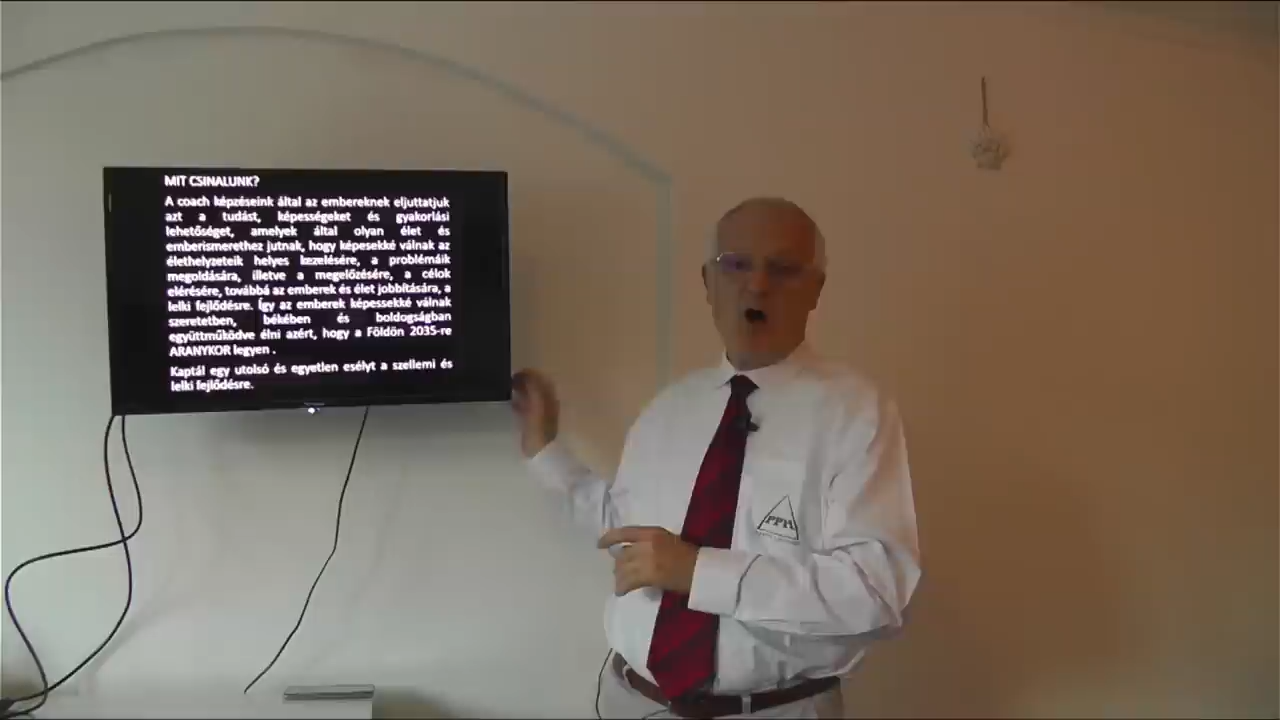 MIT CSINALUNK?
A coach képzéseink által az embereknek eljuttatjuk
azt a tudást, képességeket és gyakorlási
lehetőséget, amelyek által olyan élet és
emberismerethez jutnak, hogy képesekké válnak az
élethelyzeteik helyes kezelésére, a problémáik
megoldására, illetve a megelőzésére, a célok
elérésére, továbbá az emberek és élet jobbítására, a
lelki fejlődésre. Így az emberek képessekké válnak
szeretetben, békében és boldogságban
együttműködve élni azért, hogy a Földön 2035-re
ARANYKOR legyen .
Kaptál egy utolsó és egyetlen esélyt a szellemi és
lelki fejlődésre.
PPH